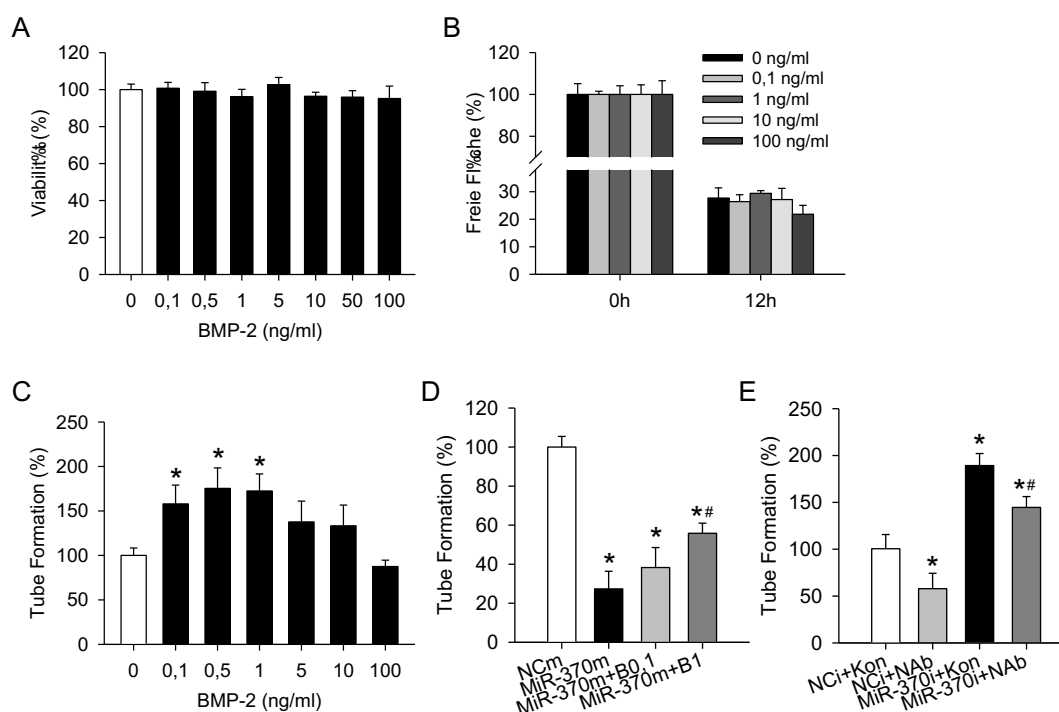 A
120
100
80
60
40
20
0
Viabilit‰t (%)
0 0,1 0,5 1 5 10 50 100
BMP-2 (ng/ml)
B
120
100
80
30
20
10
0
Freie Fl‰che (%)
0 ng/ml
0,1 ng/ml
1 ng/ml
10 ng/ml
100 ng/ml
0h 12h
C
250
200
150
100
50
0
Tube Formation (%)
* * *
0 0,1 0,5 1 5 10 100
BMP-2 (ng/ml)
D
120
100
80
60
40
20
0
Tube Formation (%)
* * *#
NCm
MiR-370m
MiR-370m+B0,1
MiR-370m+B1
E
250
200
150
100
50
0
Tube Formation (%)
* * *#
NCi+Kon
NCi+NAb
MiR-370i+Kon
MiR-370i+NAb